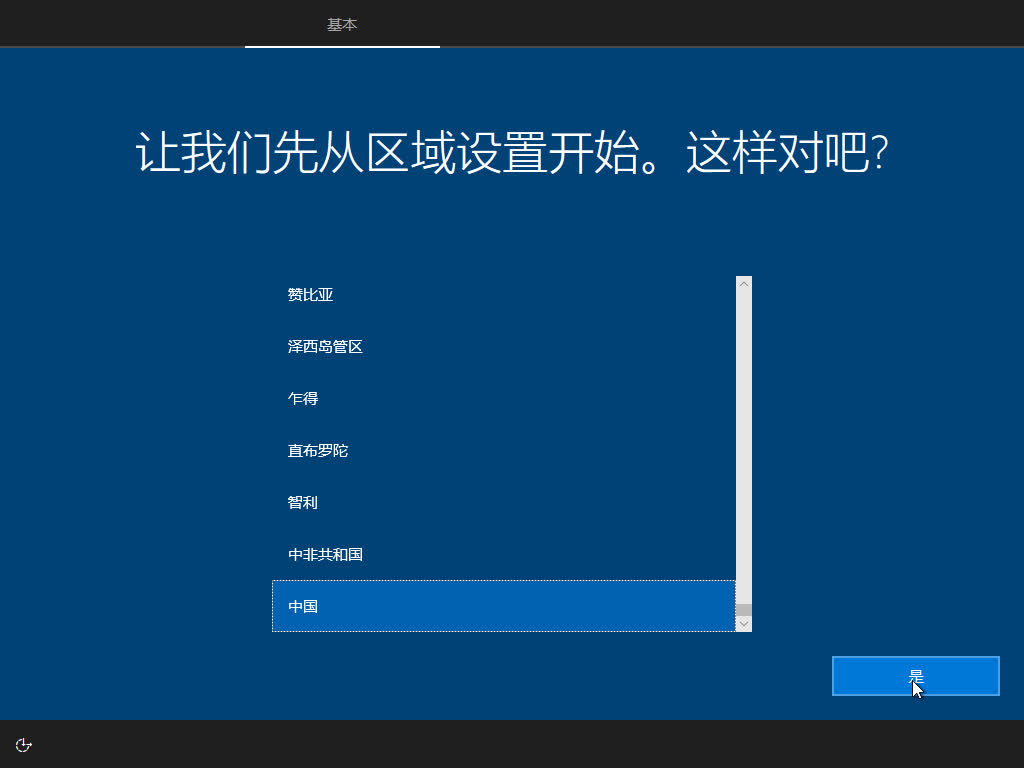 基本
让我们先从区域设置开始。这样对吧?
赞比亚
泽西岛管区
乍得
直布罗陀
智利
中非共和国
中国
是